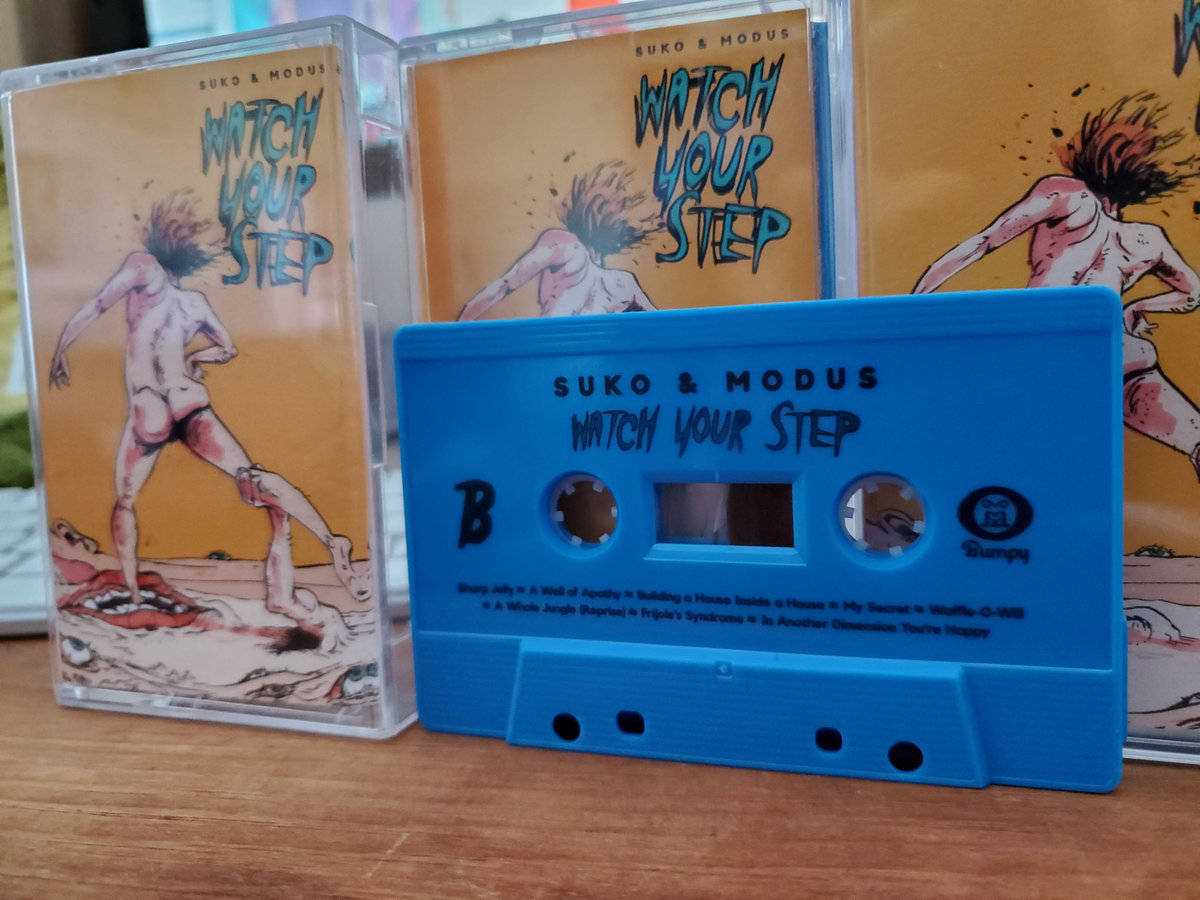 SUKO & MODUS
WATCH
YOUR
STEP
SUKO & MODUS
WATCH
YOUR
STEP
SUKO & MODUS
WATCH YOUR STEP
B
Bumpy
Sharp Jelly ≈ A Well of Apathy ≈ Building a House Inside a House ≈ My Secret ≈ Waffle-O-Will
≈ A Whole Jungle (Reprise) ≈ Frijole's Syndrome ≈ In Another Dimension You're Happy